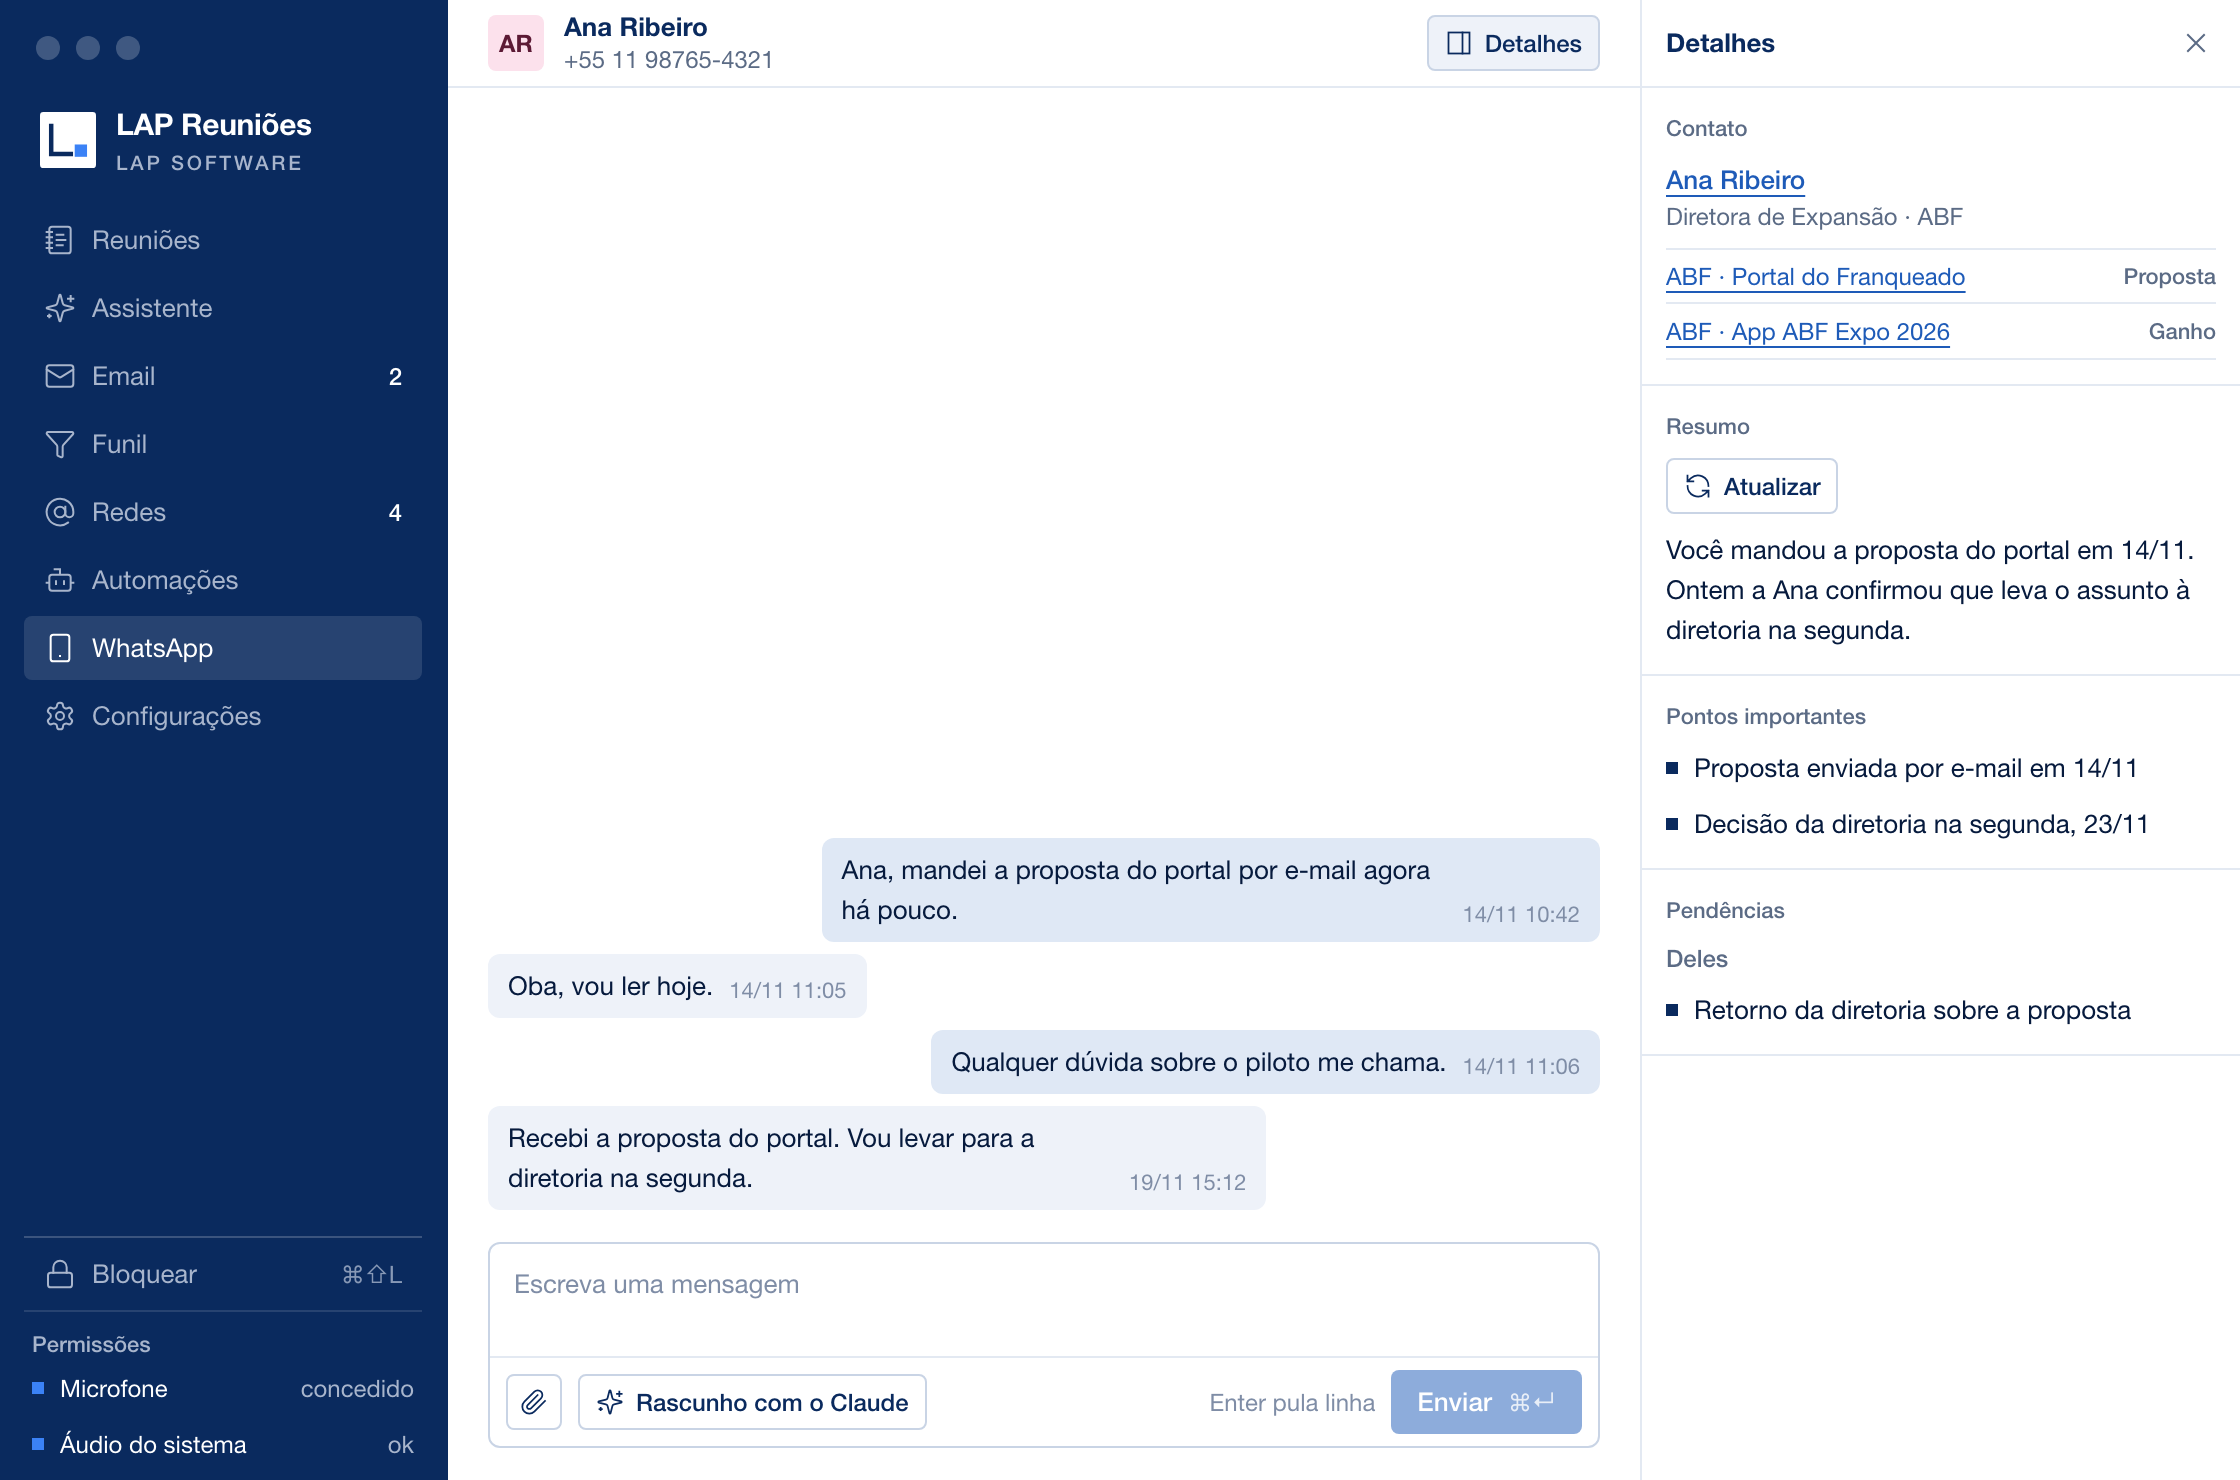 LAP Reuniões
LAP SOFTWARE
Reuniões
Assistente
Email 2
Funil
Redes 4
Automações
WhatsApp
Configurações
Bloquear ⌘⇧L
Permissões
Microfone concedido
Áudio do sistema ok
AR
Ana Ribeiro
+55 11 98765-4321
Detalhes
Ana, mandei a proposta do portal por e-mail agora
há pouco. 14/11 10:42
Oba, vou ler hoje. 14/11 11:05
Qualquer dúvida sobre o piloto me chama. 14/11 11:06
Recebi a proposta do portal. Vou levar para a
diretoria na segunda. 19/11 15:12
Escreva uma mensagem
Rascunho com o Claude
Enter pula linha
Enviar ⌘↵
Detalhes
Contato
Ana Ribeiro
Diretora de Expansão · ABF
ABF · Portal do Franqueado Proposta
ABF · App ABF Expo 2026 Ganho
Resumo
Atualizar
Você mandou a proposta do portal em 14/11.
Ontem a Ana confirmou que leva o assunto à
diretoria na segunda.
Pontos importantes
Proposta enviada por e-mail em 14/11
Decisão da diretoria na segunda, 23/11
Pendências
Deles
Retorno da diretoria sobre a proposta